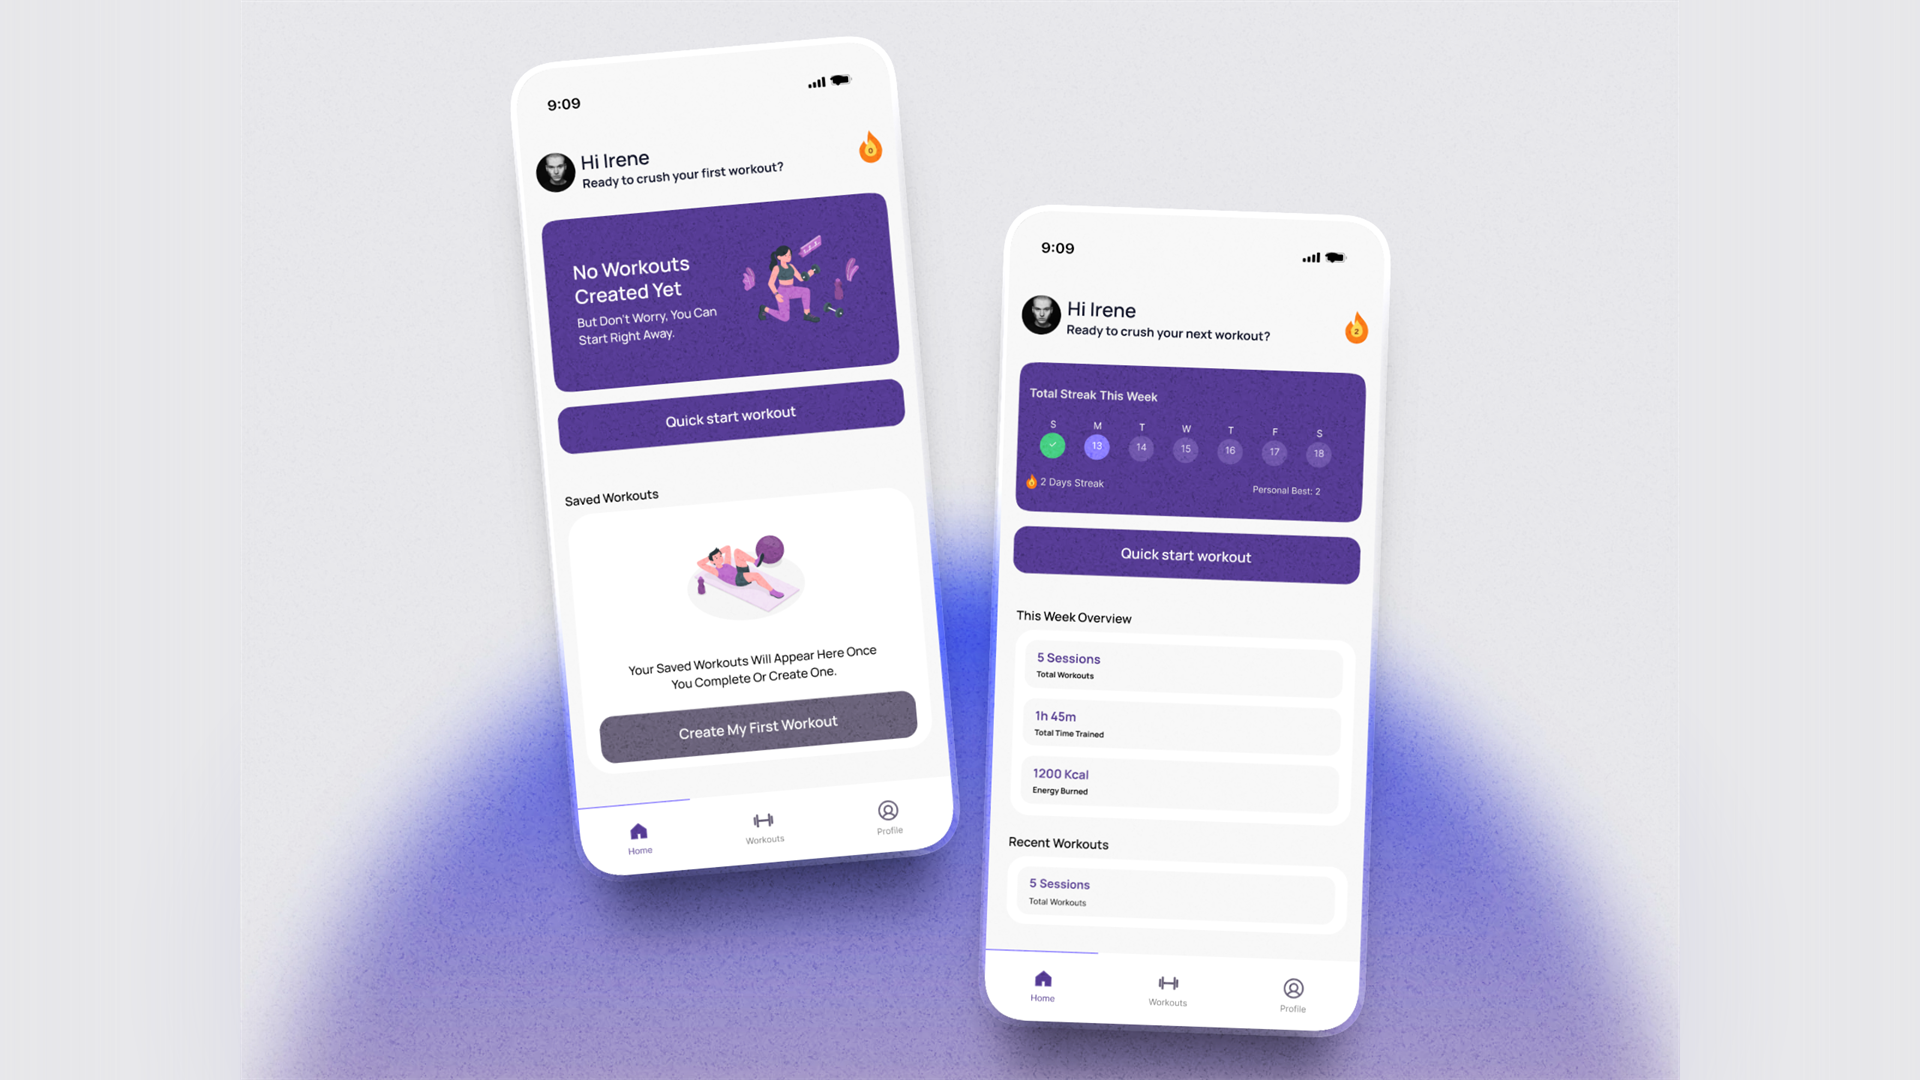 9:09
Hi Irene
Ready to crush your first workout?
0
No Workouts
Created Yet
But Don't Worry, You Can
Start Right Away.
Quick start workout
Saved Workouts
Your Saved Workouts Will Appear Here Once
You Complete Or Create One.
Create My First Workout
Home
Workouts
Profile
9:09
Hi Irene
Ready to crush your next workout?
2
Total Streak This Week
S M T W T F S
13 14 15 16 17 18
2 Days Streak
Personal Best: 2
Quick start workout
This Week Overview
5 Sessions
Total Workouts
1h 45m
Total Time Trained
1200 Kcal
Energy Burned
Recent Workouts
5 Sessions
Total Workouts
Home
Workouts
Profile